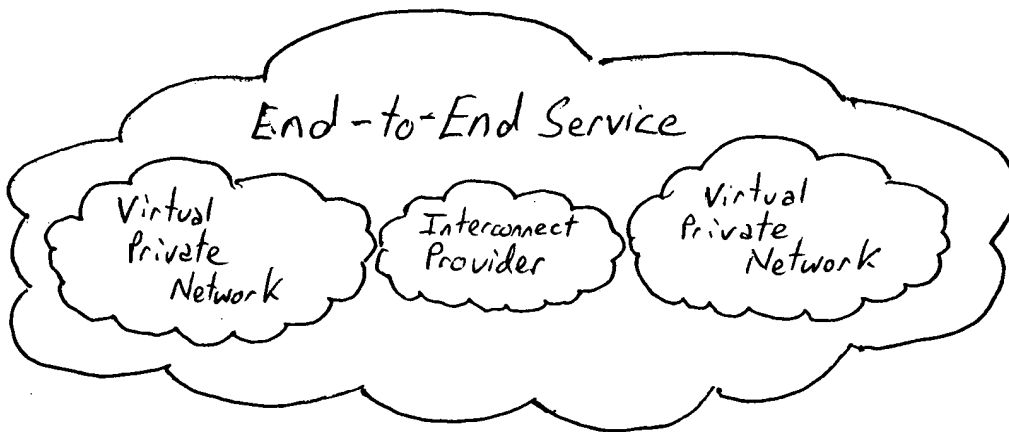 End-to-End Service
Virtual
Private
Network
Interconnect
Provider
Virtual
Private
Network